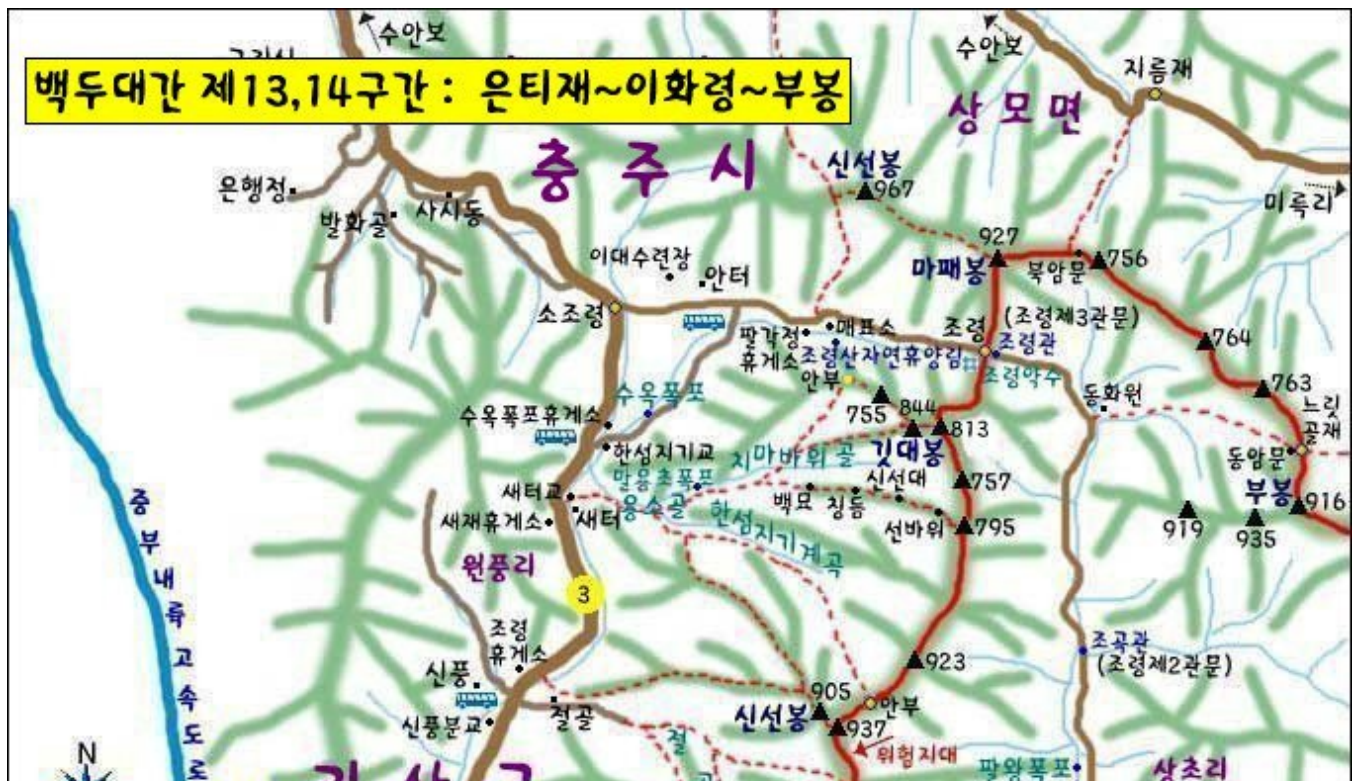 수안보
백두대간 제13,14구간 : 은티재~이화령~부봉
수안보
지름재
상모면
충주시
신선봉
967
은행정
발화골
사시동
미륵리
927
마패봉
북암문
756
이대수련장
안터
소조령
(조령제3관문)
조령
조령관
764
팔각정
휴게소
매표소
조령산자연휴양림
조령약수
안부
755
844
813
깃대봉
763
동화원
느릿
골재
동암문
부봉
916
919
935
수옥폭포
수옥폭포휴게소
한섬지기교
치마바위골
757
신선대
말용초폭포
용소골
백묘
칭등
선바위
795
새터교
새터
새재휴게소
한섬지기계곡
원풍리
3
중부내륙고속도로
조령
휴게소
신풍
신풍분교
절골
조곡관
(조령제2관문)
923
905
신선봉
안부
937
위험지대
팔왕폭포
상초리
절
N